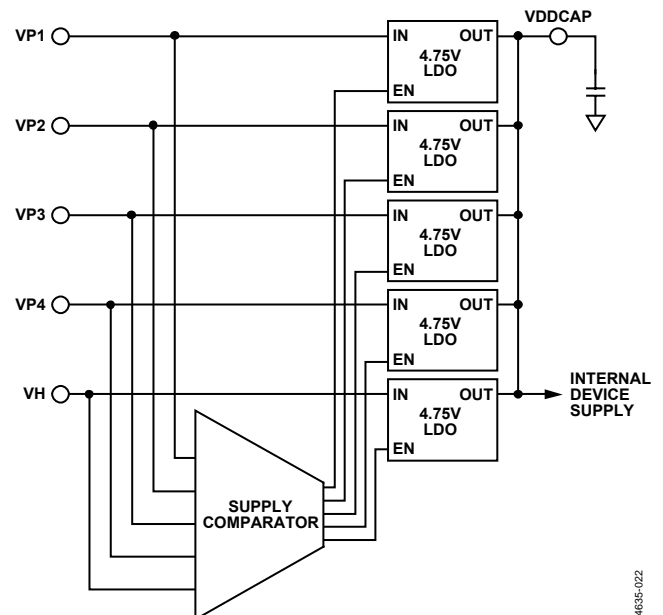 VDDCAP
VP1
IN
OUT
4.75V
LDO
EN
VP2
IN
OUT
4.75V
LDO
EN
VP3
IN
OUT
4.75V
LDO
EN
VP4
IN
OUT
4.75V
LDO
EN
VH
IN
OUT
4.75V
LDO
EN
INTERNAL
DEVICE
SUPPLY
SUPPLY
COMPARATOR
4635-022